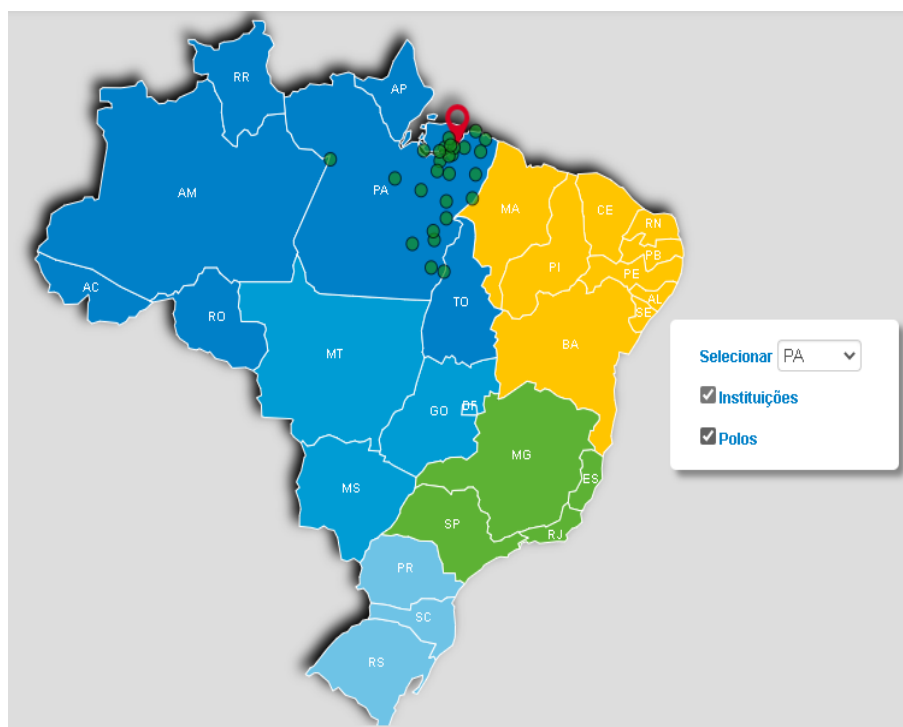 RR
AP
AM
PA
MA
CE
RN
PB
PI
PE
AC
AL
TO
SE
RO
BA
MT
Selecionar PA
Instituições
GO
DF
Polos
MG
ES
MS
SP
RJ
PR
SC
RS